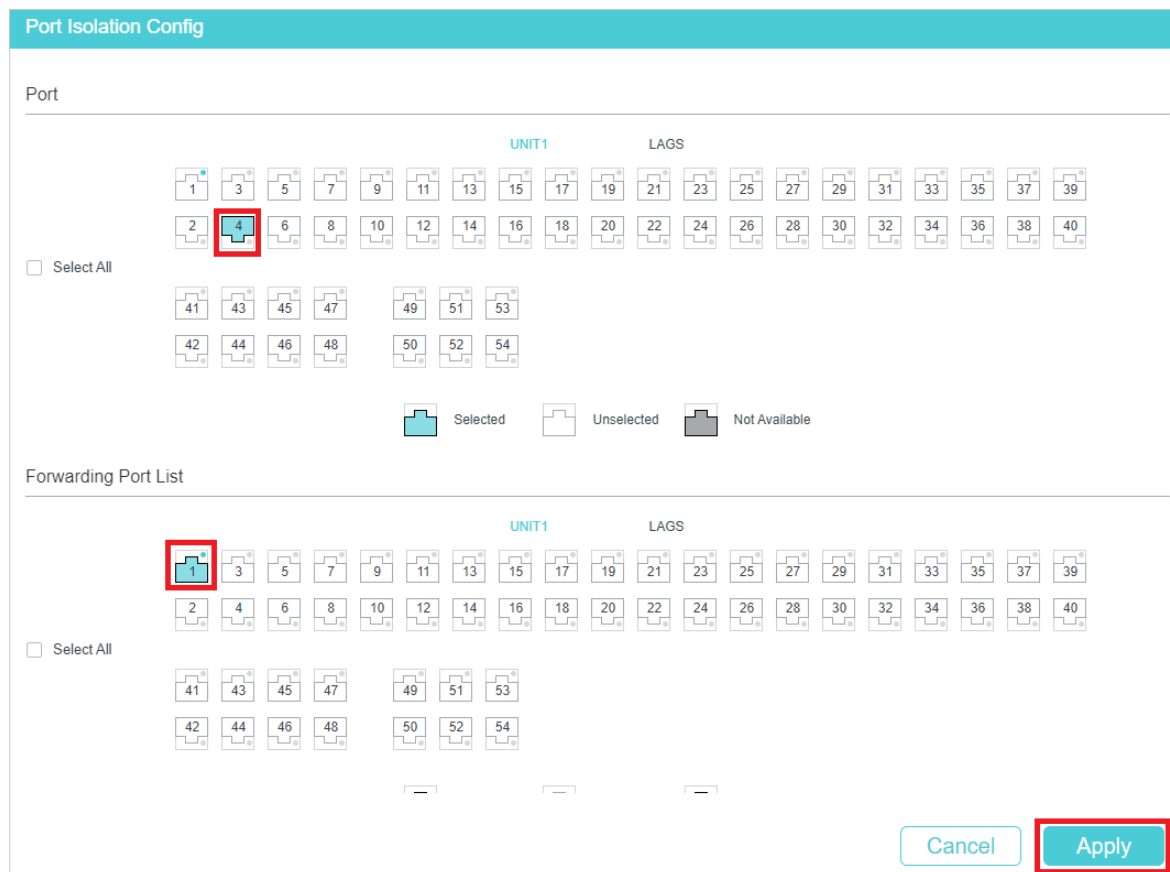 Port Isolation Config
Port
UNIT1 LAGS
1 3 5 7 9 11 13 15 17 19 21 23 25 27 29 31 33 35 37 39
2 4 6 8 10 12 14 16 18 20 22 24 26 28 30 32 34 36 38 40
Select All
41 43 45 47 49 51 53
42 44 46 48 50 52 54
Selected Unselected Not Available
Forwarding Port List
UNIT1 LAGS
1 3 5 7 9 11 13 15 17 19 21 23 25 27 29 31 33 35 37 39
2 4 6 8 10 12 14 16 18 20 22 24 26 28 30 32 34 36 38 40
Select All
41 43 45 47 49 51 53
42 44 46 48 50 52 54
Cancel Apply